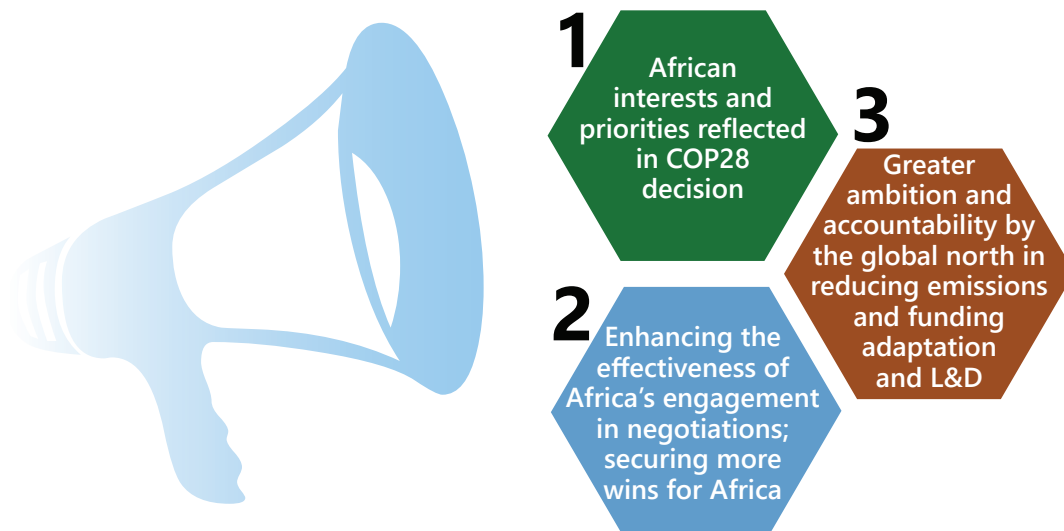 1
African
interests and
priorities reflected
in COP28
decision
2
Enhancing the
effectiveness of
Africa’s engagement
in negotiations;
securing more
wins for Africa
3
Greater
ambition and
accountability by
the global north in
reducing emissions
and funding
adaptation
and L&D